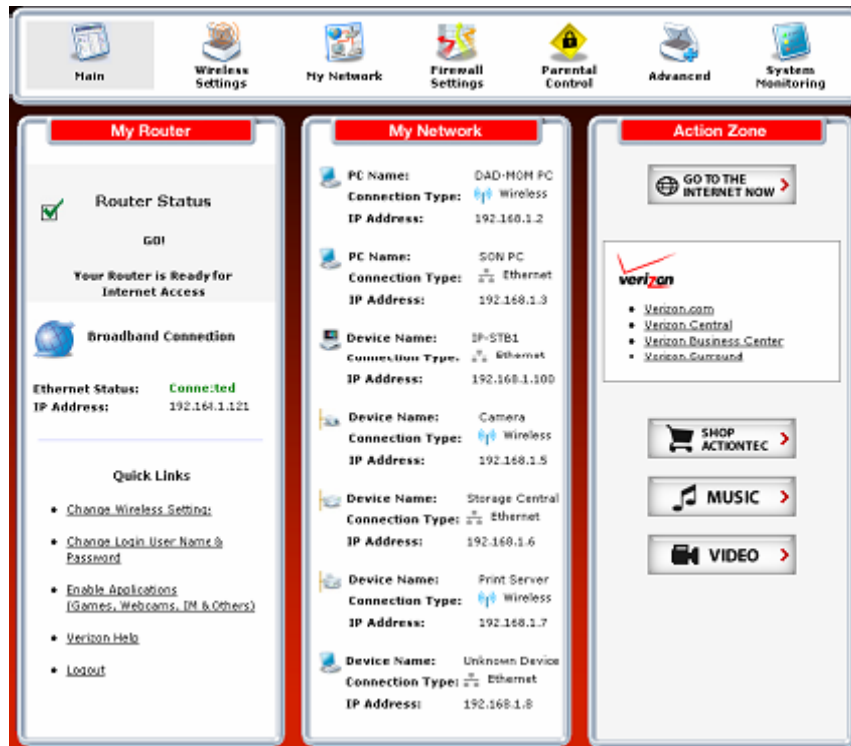 Main
Wireless
Settings
My Network
Firewall
Settings
Parental
Control
Advanced
System
Monitoring
My Router
Router Status
GO!
Your Router is Ready for
Internet Access
Broadband Connection
Ethernet Status: Connected
IP Address: 192.168.1.121
Quick Links
Change Wireless Settings
Change Login User Name &
Password
Enable Applications
(Games, Webcams, IM & Others)
Verizon Help
Logout
My Network
PC Name: DAD-MOM PC
Connection Type: Wireless
IP Address: 192.168.1.2
PC Name: SON PC
Connection Type: Ethernet
IP Address: 192.168.1.3
Device Name: IP-STB1
Connection Type: Ethernet
IP Address: 192.168.1.100
Device Name: Camera
Connection Type: Wireless
IP Address: 192.168.1.5
Device Name: Storage Central
Connection Type: Ethernet
IP Address: 192.168.1.6
Device Name: Print Server
Connection Type: Wireless
IP Address: 192.168.1.7
Device Name: Unknown Device
Connection Type: Ethernet
IP Address: 192.168.1.8
Action Zone
GO TO THE
INTERNET NOW
verizon
Verizon.com
Verizon Central
Verizon Business Center
Verizon Surround
SHOP
ACTIONTEC
MUSIC
VIDEO